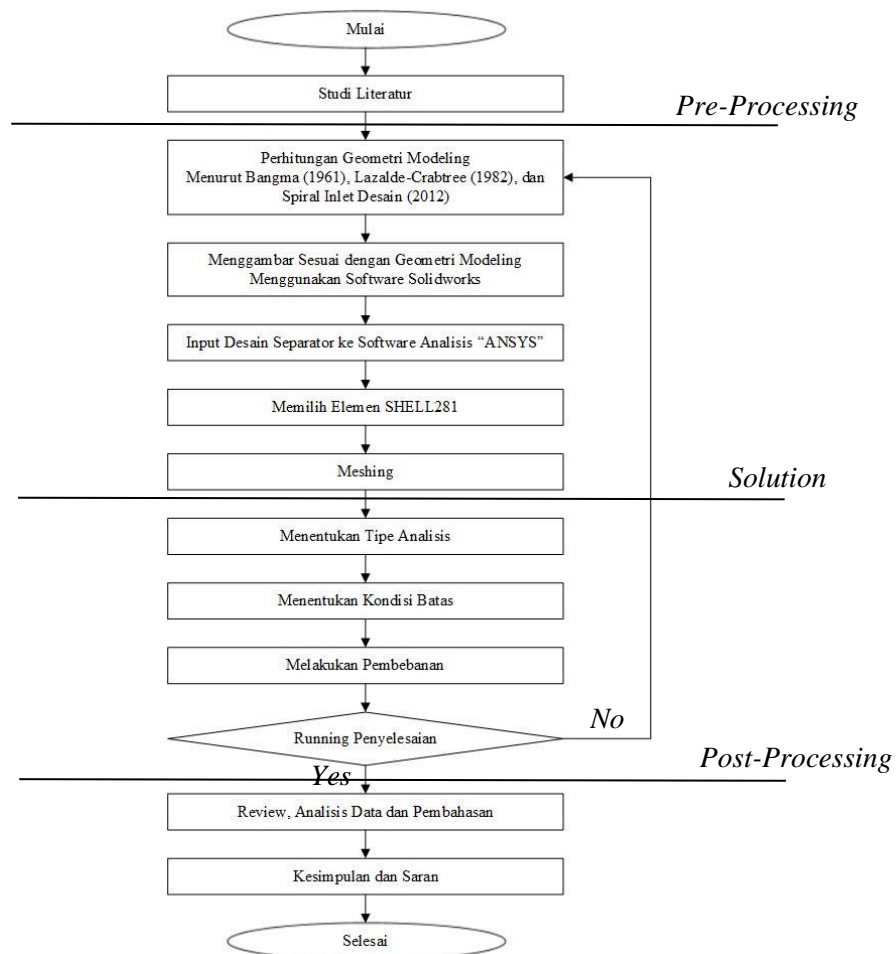 Mulai
Studi Literatur
Pre-Processing
Perhitungan Geometri Modeling
Menurut Bangma (1961), Lazalde-Crabtree (1982), dan
Spiral Inlet Desain (2012)
Menggambar Sesuai dengan Geometri Modeling
Menggunakan Software Solidworks
Input Desain Separator ke Software Analisis “ANSYS”
Memilih Elemen SHELL281
Meshing
Solution
Menentukan Tipe Analisis
Menentukan Kondisi Batas
Melakukan Pembebanan
No
Running Penyelesaian
Post-Processing
Yes
Review, Analisis Data dan Pembahasan
Kesimpulan dan Saran
Selesai